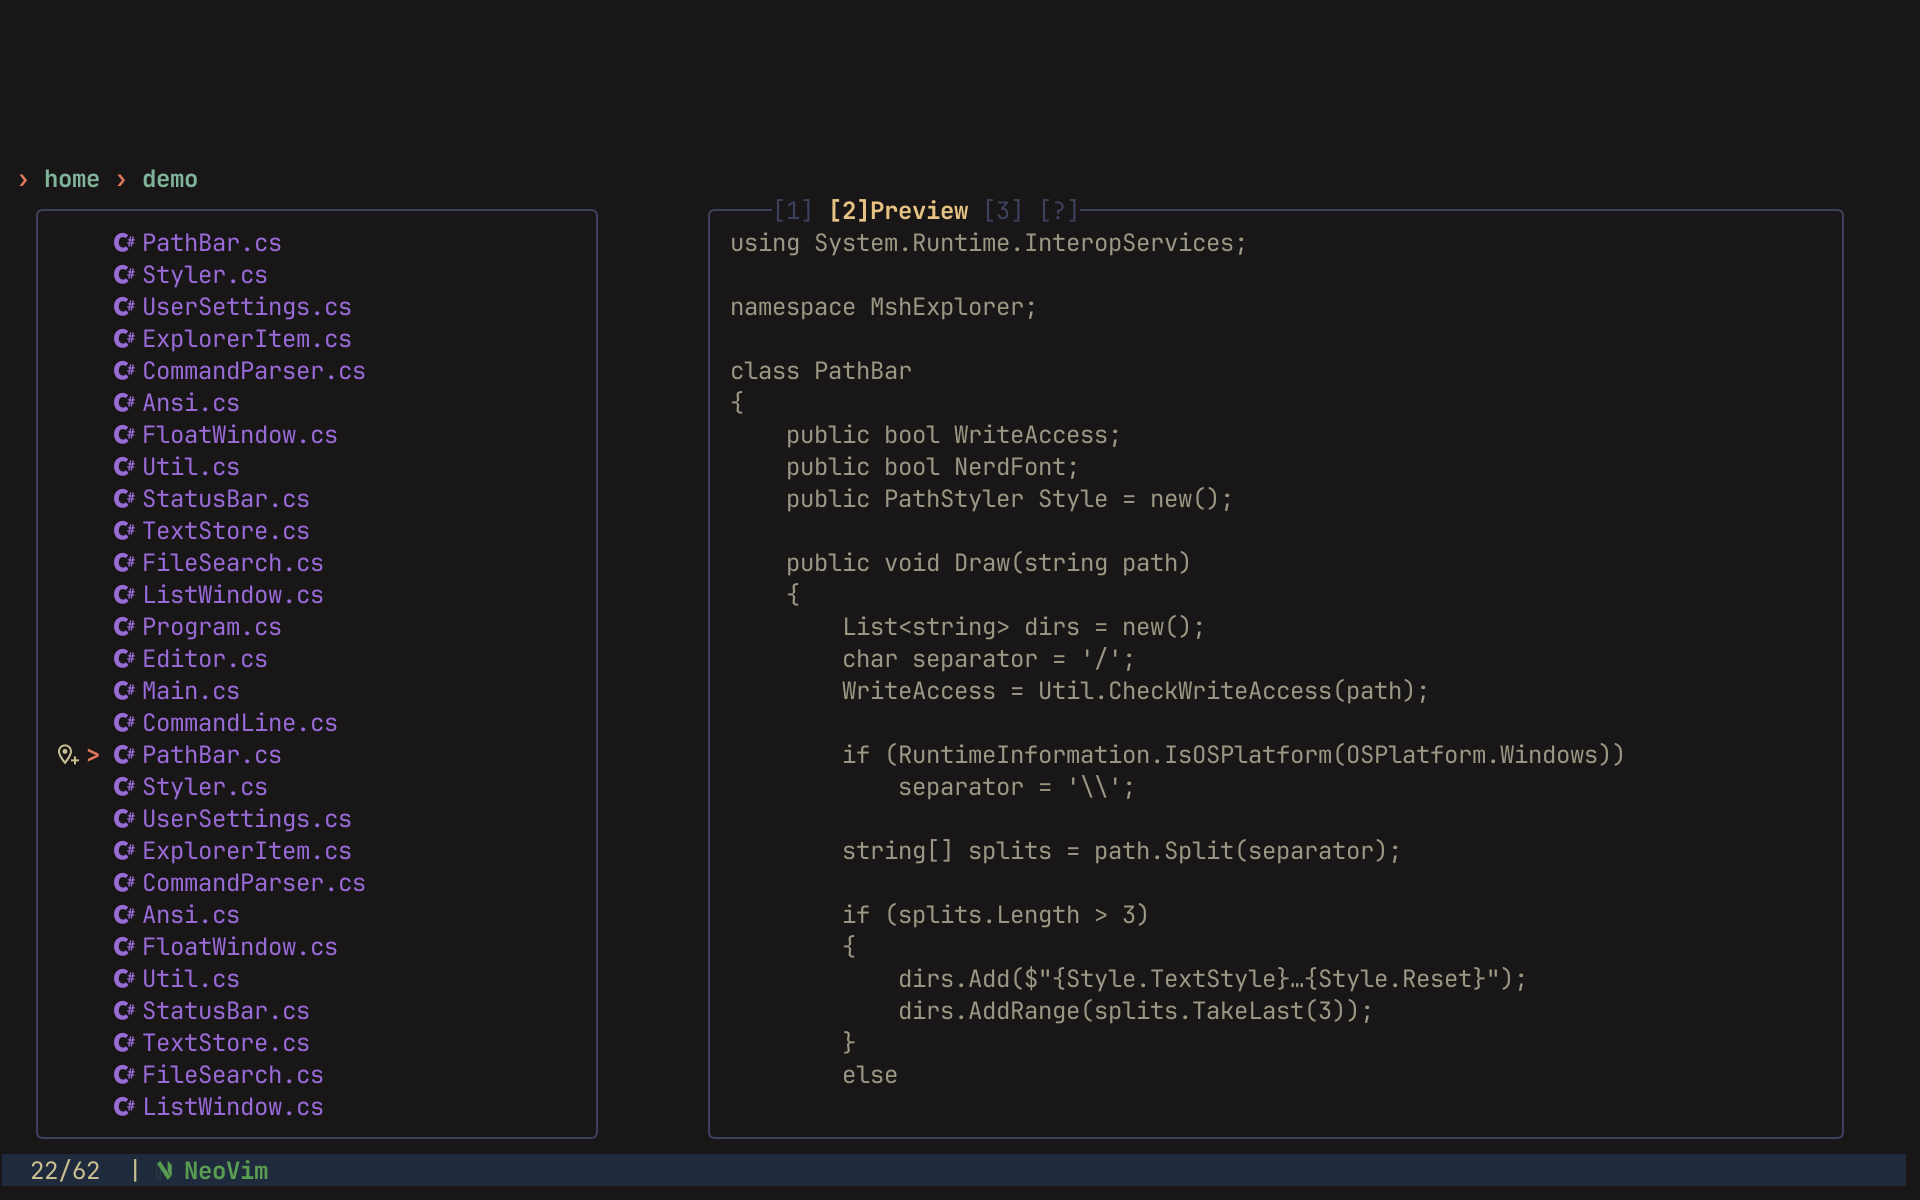 › home › demo
PathBar.cs
Styler.cs
UserSettings.cs
ExplorerItem.cs
CommandParser.cs
Ansi.cs
FloatWindow.cs
Util.cs
StatusBar.cs
TextStore.cs
FileSearch.cs
ListWindow.cs
Program.cs
Editor.cs
Main.cs
CommandLine.cs
> PathBar.cs
Styler.cs
UserSettings.cs
ExplorerItem.cs
CommandParser.cs
Ansi.cs
FloatWindow.cs
Util.cs
StatusBar.cs
TextStore.cs
FileSearch.cs
ListWindow.cs
[1] [2]Preview [3] [?]
using System.Runtime.InteropServices;
namespace MshExplorer;
class PathBar
{
    public bool WriteAccess;
    public bool NerdFont;
    public PathStyler Style = new();
    public void Draw(string path)
    {
        List<string> dirs = new();
        char separator = '/';
        WriteAccess = Util.CheckWriteAccess(path);
        if (RuntimeInformation.IsOSPlatform(OSPlatform.Windows))
            separator = '\\';
        string[] splits = path.Split(separator);
        if (splits.Length > 3)
        {
            dirs.Add($"{Style.TextStyle}…{Style.Reset}");
            dirs.AddRange(splits.TakeLast(3));
        }
        else
22/62 | NeoVim